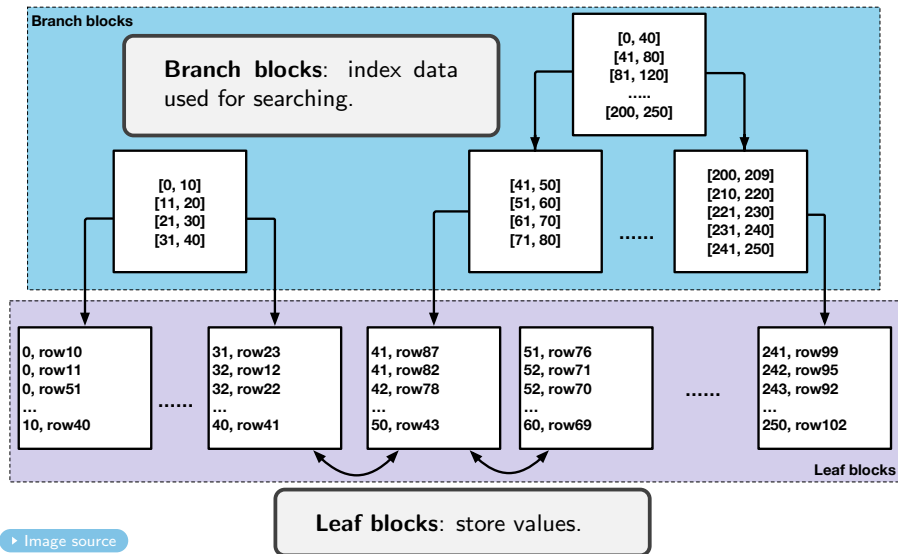 Branch blocks
Branch blocks: index data
used for searching.
[0, 40]
[41, 80]
[81, 120]
.....
[200, 250]
[0, 10]
[11, 20]
[21, 30]
[31, 40]
[41, 50]
[51, 60]
[61, 70]
[71, 80]
......
[200, 209]
[210, 220]
[221, 230]
[231, 240]
[241, 250]
0, row10
0, row11
0, row51
...
10, row40
......
31, row23
32, row12
32, row22
...
40, row41
41, row87
41, row82
42, row78
...
50, row43
51, row76
52, row71
52, row70
...
60, row69
......
241, row99
242, row95
243, row92
...
250, row102
Leaf blocks
Leaf blocks: store values.
Image source